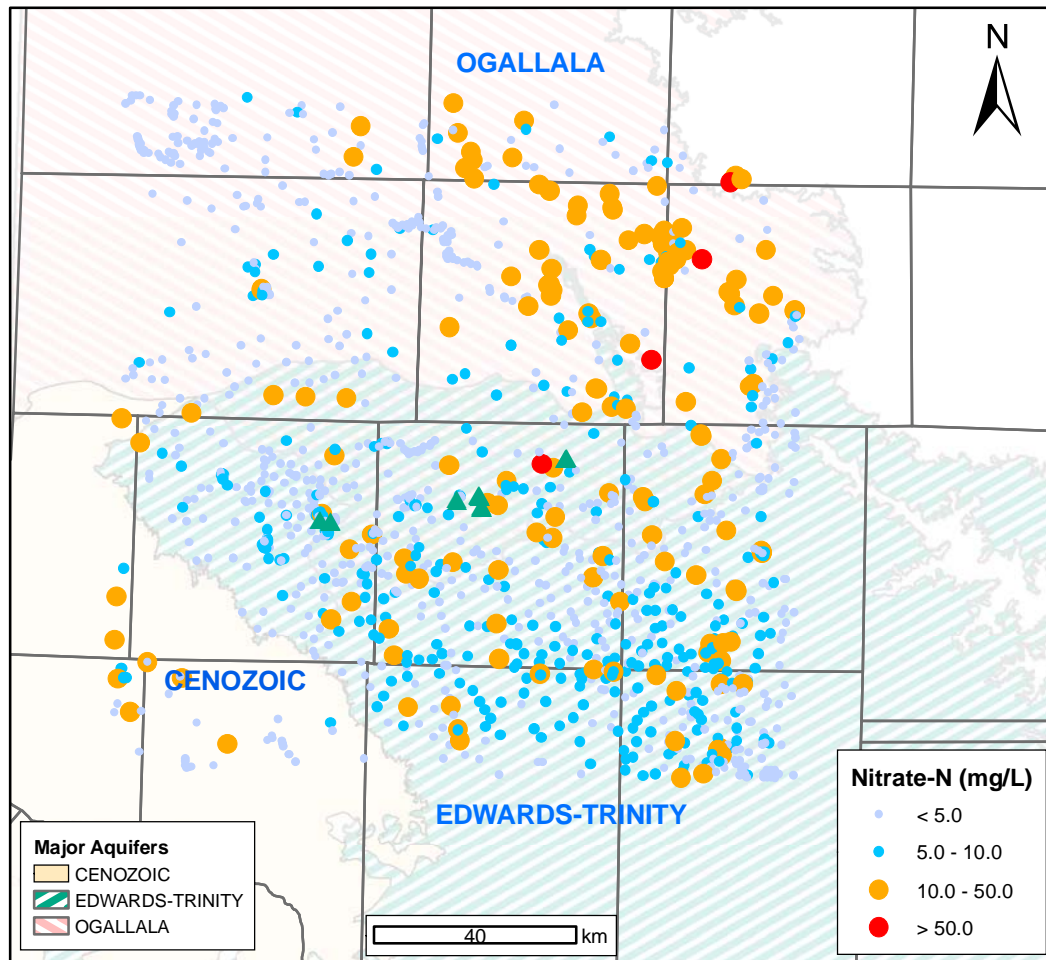 OGALLALA
N
CENOZOIC
EDWARDS-TRINITY
Major Aquifers
CENOZOIC
EDWARDS-TRINITY
OGALLALA
40 km
Nitrate-N (mg/L)
< 5.0
5.0 - 10.0
10.0 - 50.0
> 50.0